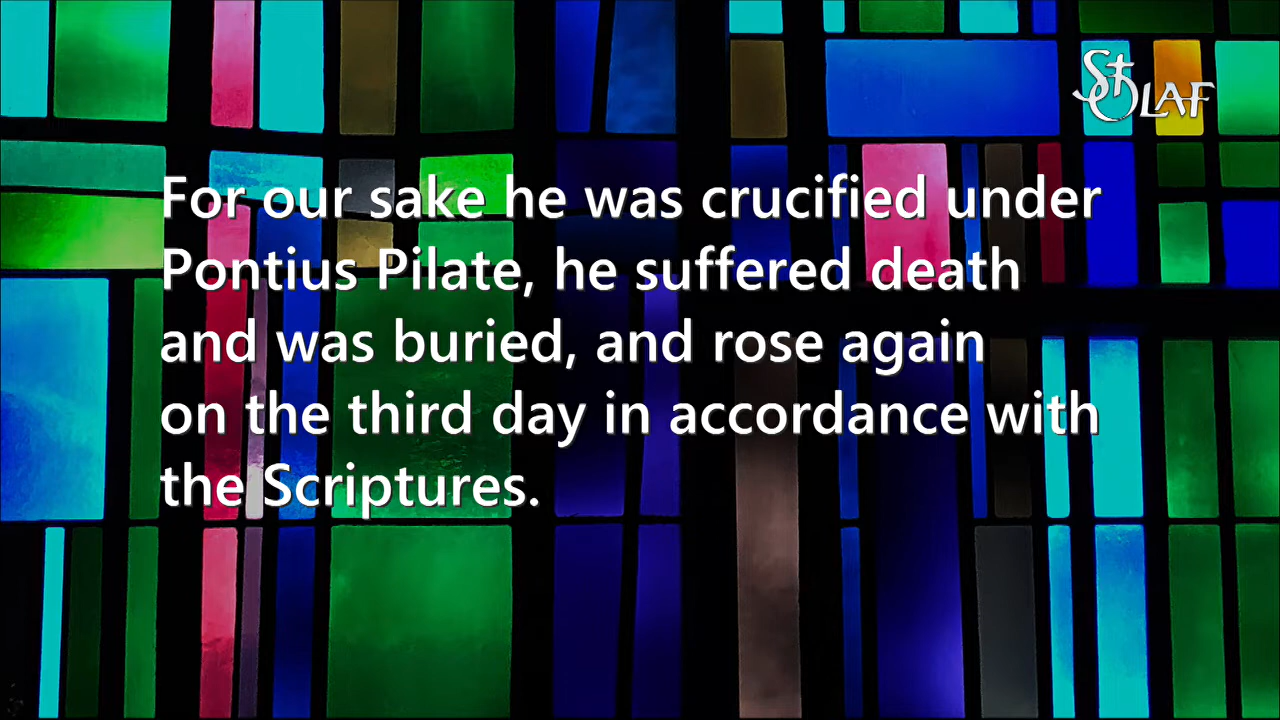 St OLAF
For our sake he was crucified under
Pontius Pilate, he suffered death
and was buried, and rose again
on the third day in accordance with
the Scriptures.